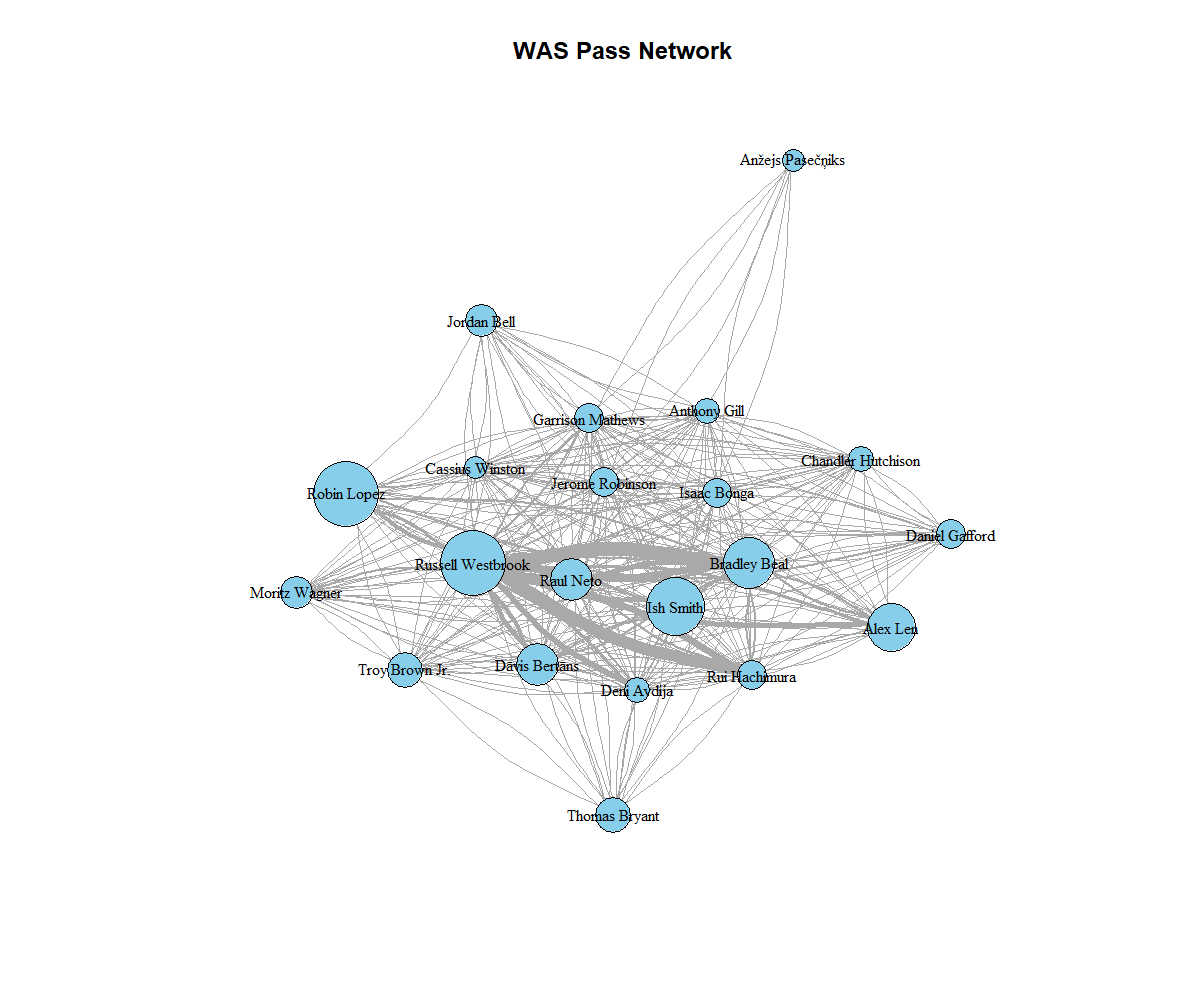 WAS Pass Network
Anžejs Pasečņiks
Jordan Bell
Garrison Mathews
Anthony Gill
Chandler Hutchison
Cassius Winston
Jerome Robinson
Isaac Bonga
Robin Lopez
Daniel Gafford
Russell Westbrook
Bradley Beal
Raul Neto
Moritz Wagner
Ish Smith
Alex Len
Davis Bertans
Troy Brown Jr.
Rui Hachimura
Deni Avdija
Thomas Bryant